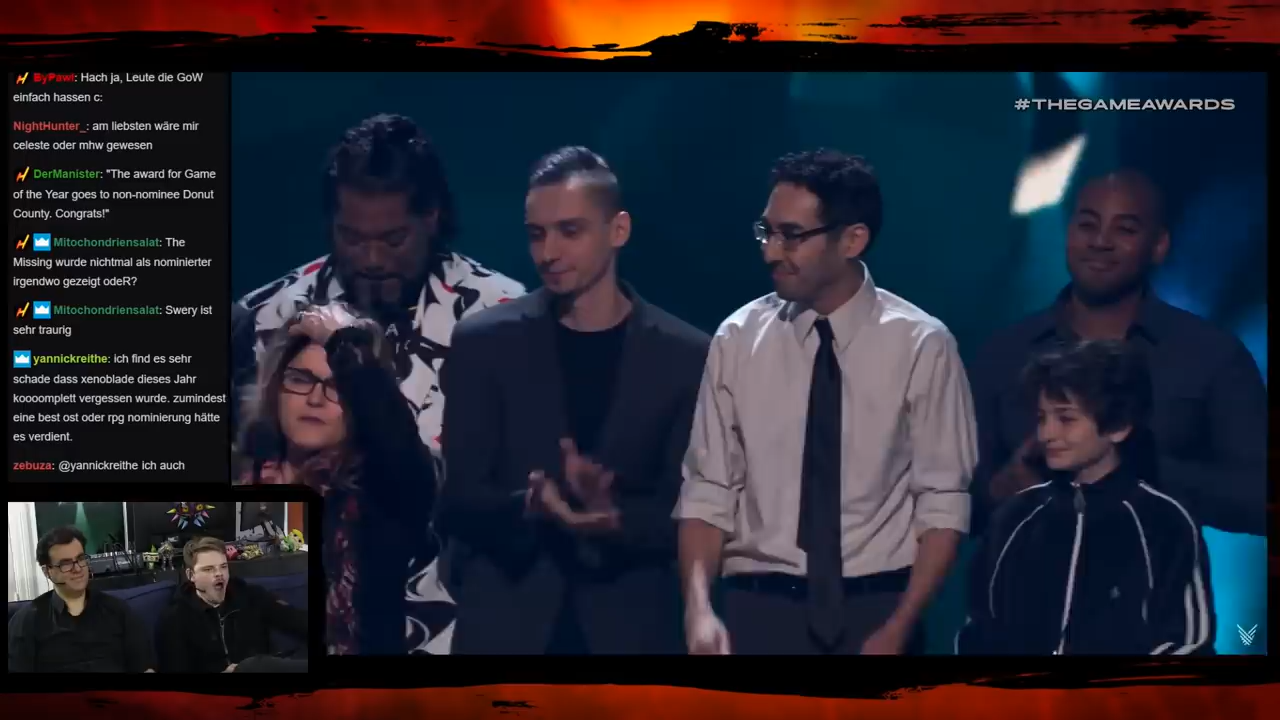 ByPawl: Hach ja, Leute die GoW
einfach hassen c:
NightHunter_: am liebsten wäre mir
celeste oder mhw gewesen
DerManister: "The award for Game
of the Year goes to non-nominee Donut
County. Congrats!"
Mitochondriensalat: The
Missing wurde nichtmal als nominierter
irgendwo gezeigt odeR?
Mitochondriensalat: Swery ist
sehr traurig
yannickreithe: ich find es sehr
schade dass xenoblade dieses Jahr
koooomplett vergessen wurde. zumindest
eine best ost oder rpg nominierung hätte
es verdient.
zebuza: @yannickreithe ich auch
#THEGAMEAWARDS